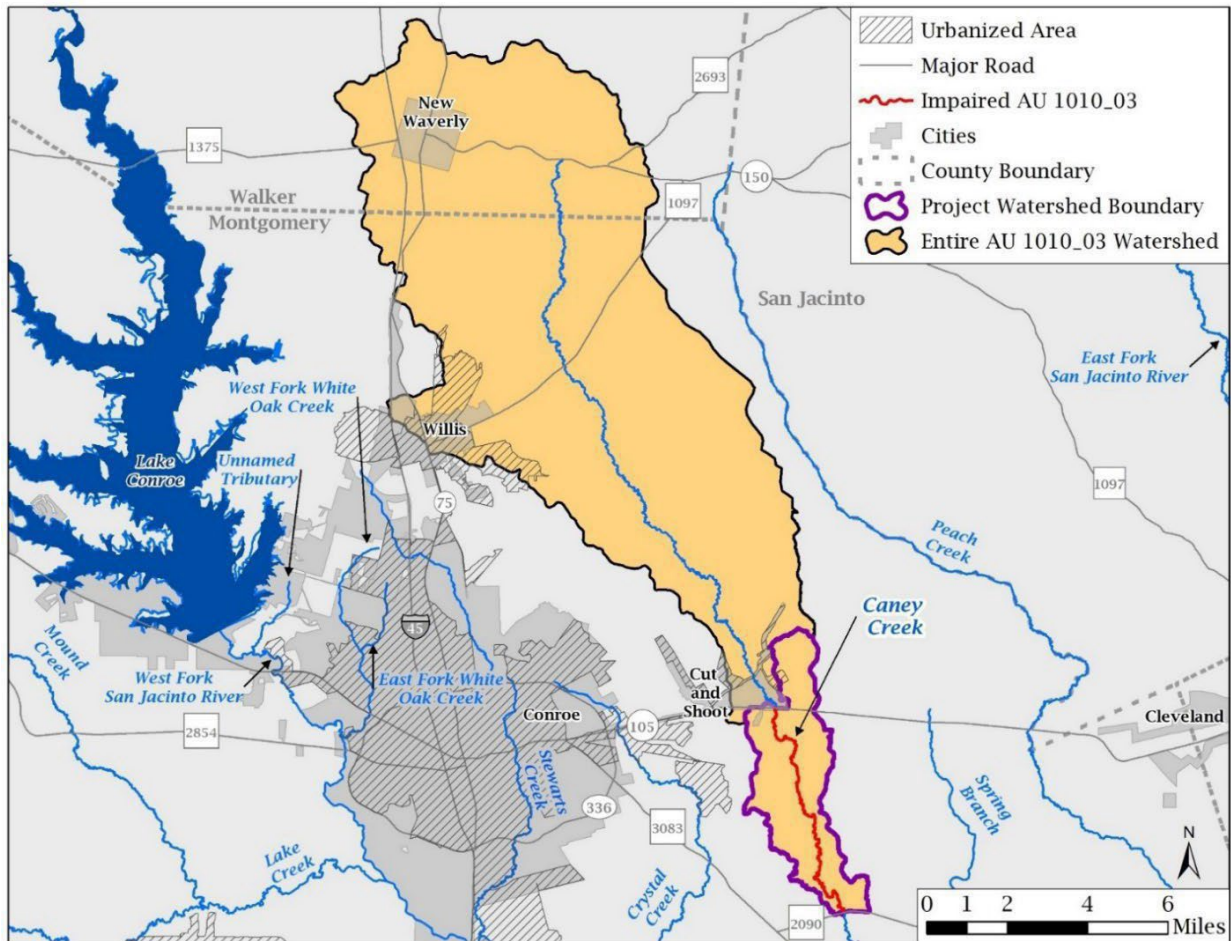 Urbanized Area
Major Road
Impaired AU 1010_03
Cities
County Boundary
Project Watershed Boundary
Entire AU 1010_03 Watershed
2693
New
Waverly
1375
150
Walker
Montgomery
1097
San Jacinto
East Fork
San Jacinto River
West Fork White
Oak Creek
Willis
Lake
Conroe
Unnamed
Tributary
1097
75
Peach
Creek
Caney
Creek
45
Mound
Creek
West Fork
San Jacinto River
East Fork White
Oak Creek
Cut
and
Shoot
Conroe
105
Cleveland
2854
Stewarts
Creek
Spring
Branch
336
3083
N
Lake
Creek
Crystal
Creek
2090
0 1 2 4 6
Miles